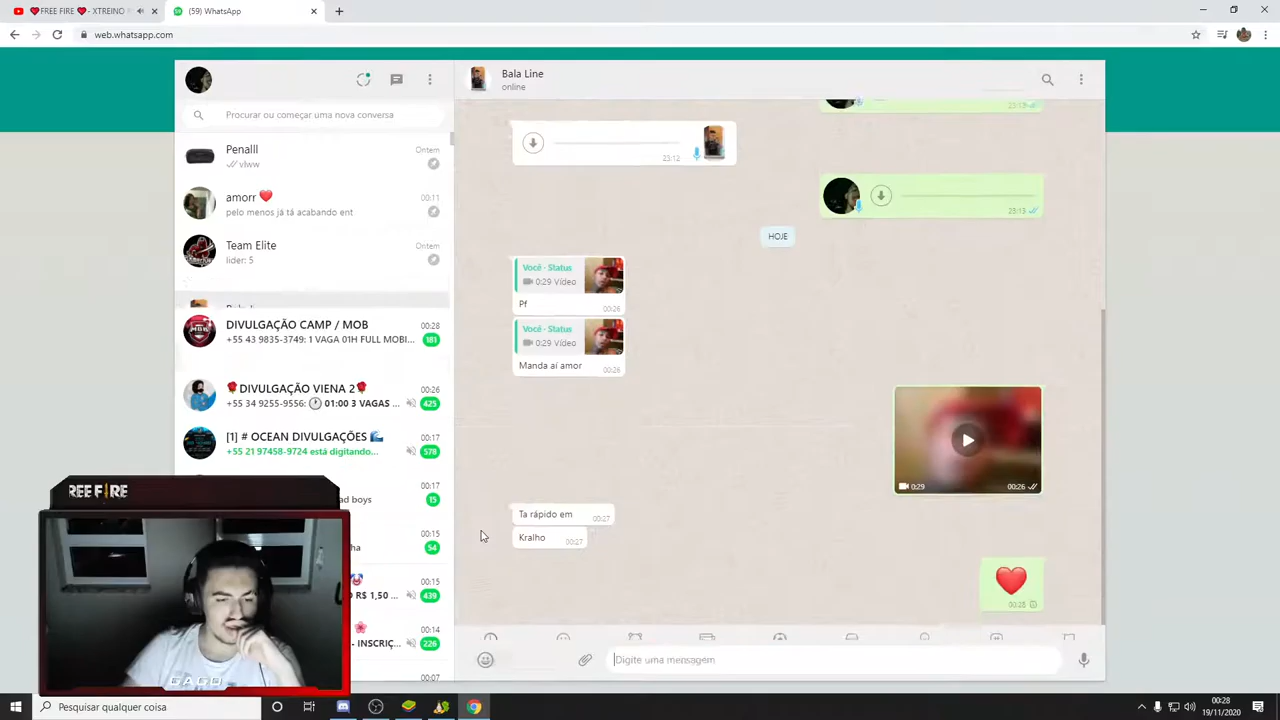 ❤️FREE FIRE ❤️- XTREINO
(59) WhatsApp
web.whatsapp.com
Bala Line
online
Procurar ou começar uma nova conversa
Penalll
Ontem
vlww
amorr ❤️
00:11
pelo menos já tá acabando ent
Team Elite
Ontem
lider: 5
DIVULGAÇÃO CAMP / MOB
00:28
+55 43 9835-3749: 1 VAGA 01H FULL MOBI...
181
🌹DIVULGAÇÃO VIENA 2🌹
00:26
+55 34 9255-9556: 🕐 01:00 3 VAGAS ...
425
[1] # OCEAN DIVULGAÇÕES 🌊
00:17
+55 21 97458-9724 está digitando...
578
00:17
ad boys
15
00:15
ha
54
00:15
R$ 1,50 ...
439
00:14
- INSCRIÇ...
226
00:07
23:12
23:13
HOJE
Você · Status
0:29 Vídeo
Pf
00:26
Você · Status
0:29 Vídeo
Manda aí amor
00:26
0:29
00:26
Ta rápido em
00:27
Kralho
00:27
❤️
00:28
Digite uma mensagem
REE FIRE
GAGO
Pesquisar qualquer coisa
00:28
19/11/2020